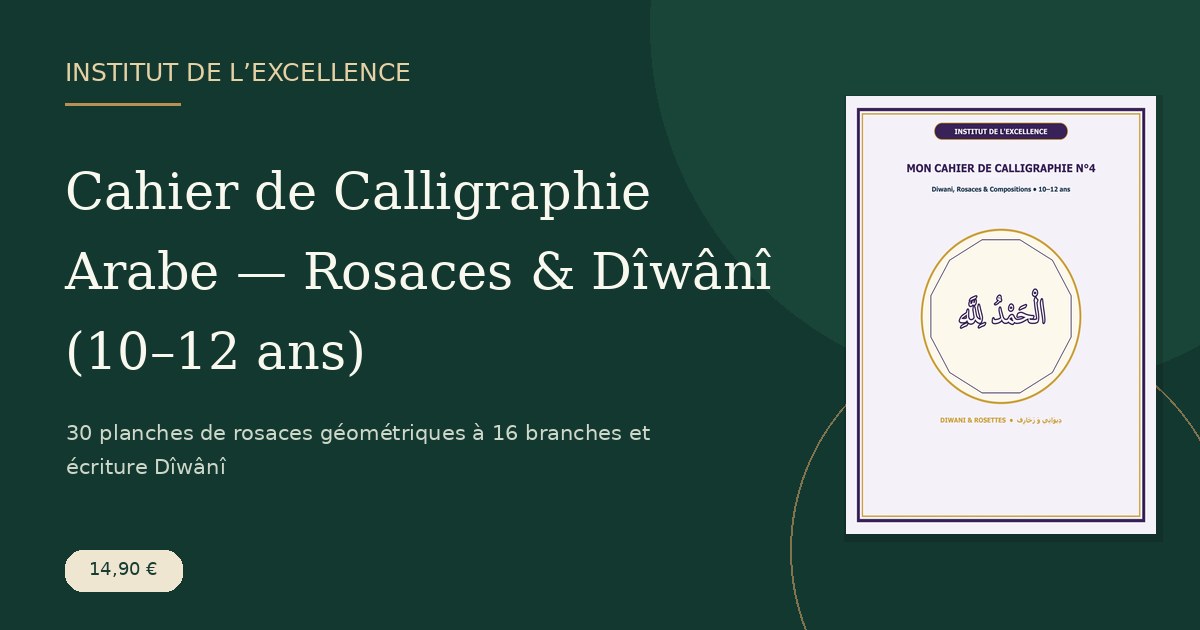 INSTITUT DE L’EXCELLENCE
Cahier de Calligraphie
Arabe — Rosaces & Dîwânî
(10–12 ans)
30 planches de rosaces géométriques à 16 branches et
écriture Dîwânî
14,90 €
INSTITUT DE L'EXCELLENCE
MON CAHIER DE CALLIGRAPHIE N°4
Diwani, Rosaces & Compositions • 10–12 ans
الْحَمْدُ لِلَّهِ
DIWANI & ROSETTES • ديواني و زخارف